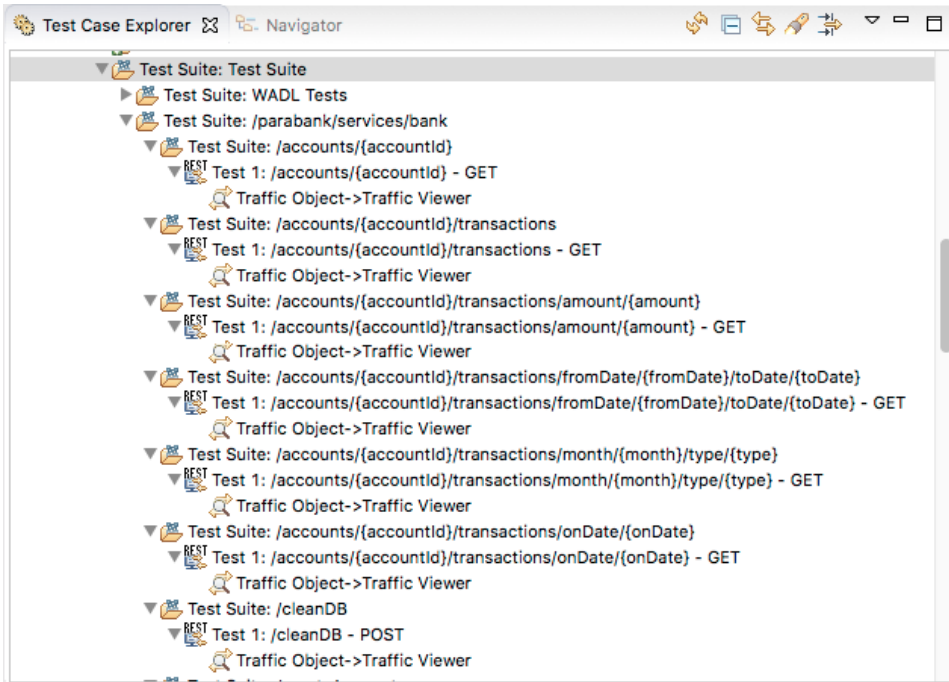 Test Case Explorer Navigator
Test Suite: Test Suite
Test Suite: WADL Tests
Test Suite: /parabank/services/bank
Test Suite: /accounts/{accountId}
REST Test 1: /accounts/{accountId} - GET
Traffic Object->Traffic Viewer
Test Suite: /accounts/{accountId}/transactions
REST Test 1: /accounts/{accountId}/transactions - GET
Traffic Object->Traffic Viewer
Test Suite: /accounts/{accountId}/transactions/amount/{amount}
REST Test 1: /accounts/{accountId}/transactions/amount/{amount} - GET
Traffic Object->Traffic Viewer
Test Suite: /accounts/{accountId}/transactions/fromDate/{fromDate}/toDate/{toDate}
REST Test 1: /accounts/{accountId}/transactions/fromDate/{fromDate}/toDate/{toDate} - GET
Traffic Object->Traffic Viewer
Test Suite: /accounts/{accountId}/transactions/month/{month}/type/{type}
REST Test 1: /accounts/{accountId}/transactions/month/{month}/type/{type} - GET
Traffic Object->Traffic Viewer
Test Suite: /accounts/{accountId}/transactions/onDate/{onDate}
REST Test 1: /accounts/{accountId}/transactions/onDate/{onDate} - GET
Traffic Object->Traffic Viewer
Test Suite: /cleanDB
REST Test 1: /cleanDB - POST
Traffic Object->Traffic Viewer